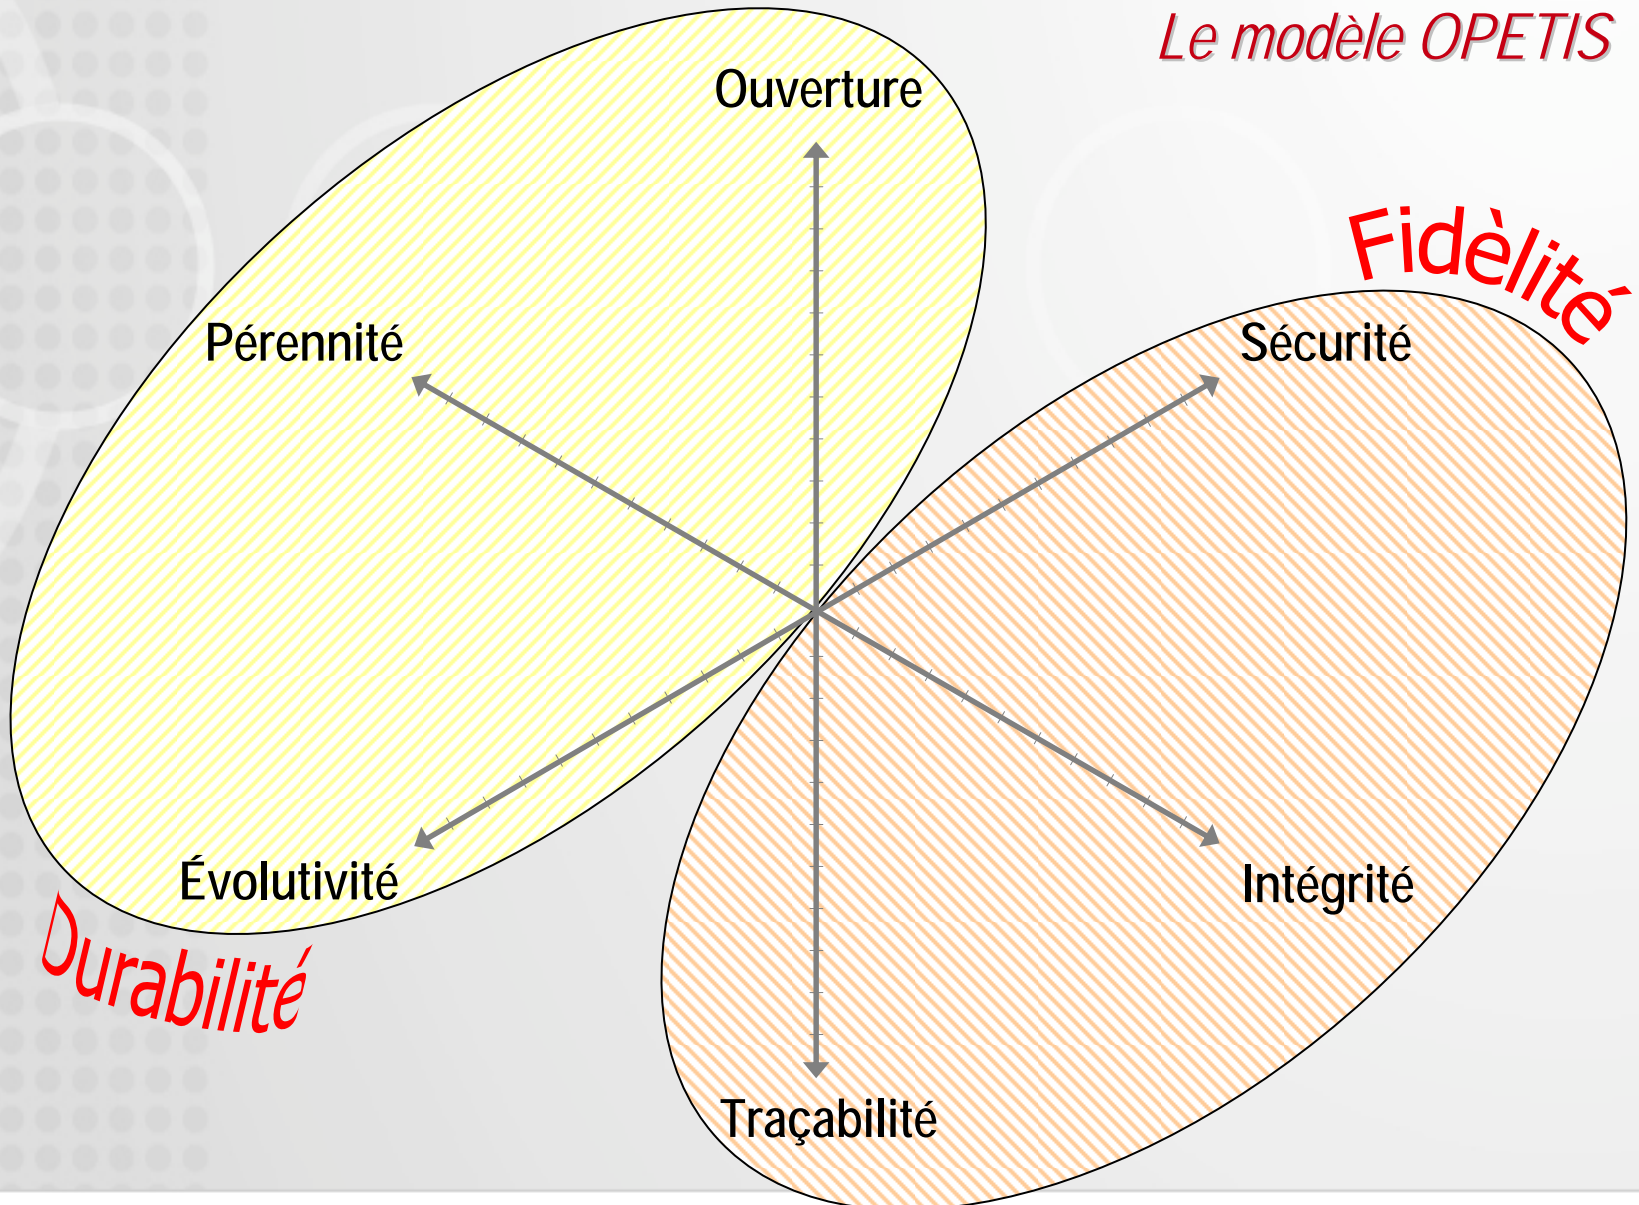 Le modèle OPETIS
Ouverture
Fidèlité
Pérennité
Sécurité
Évolutivité
Intégrité
Durabilité
Traçabilité